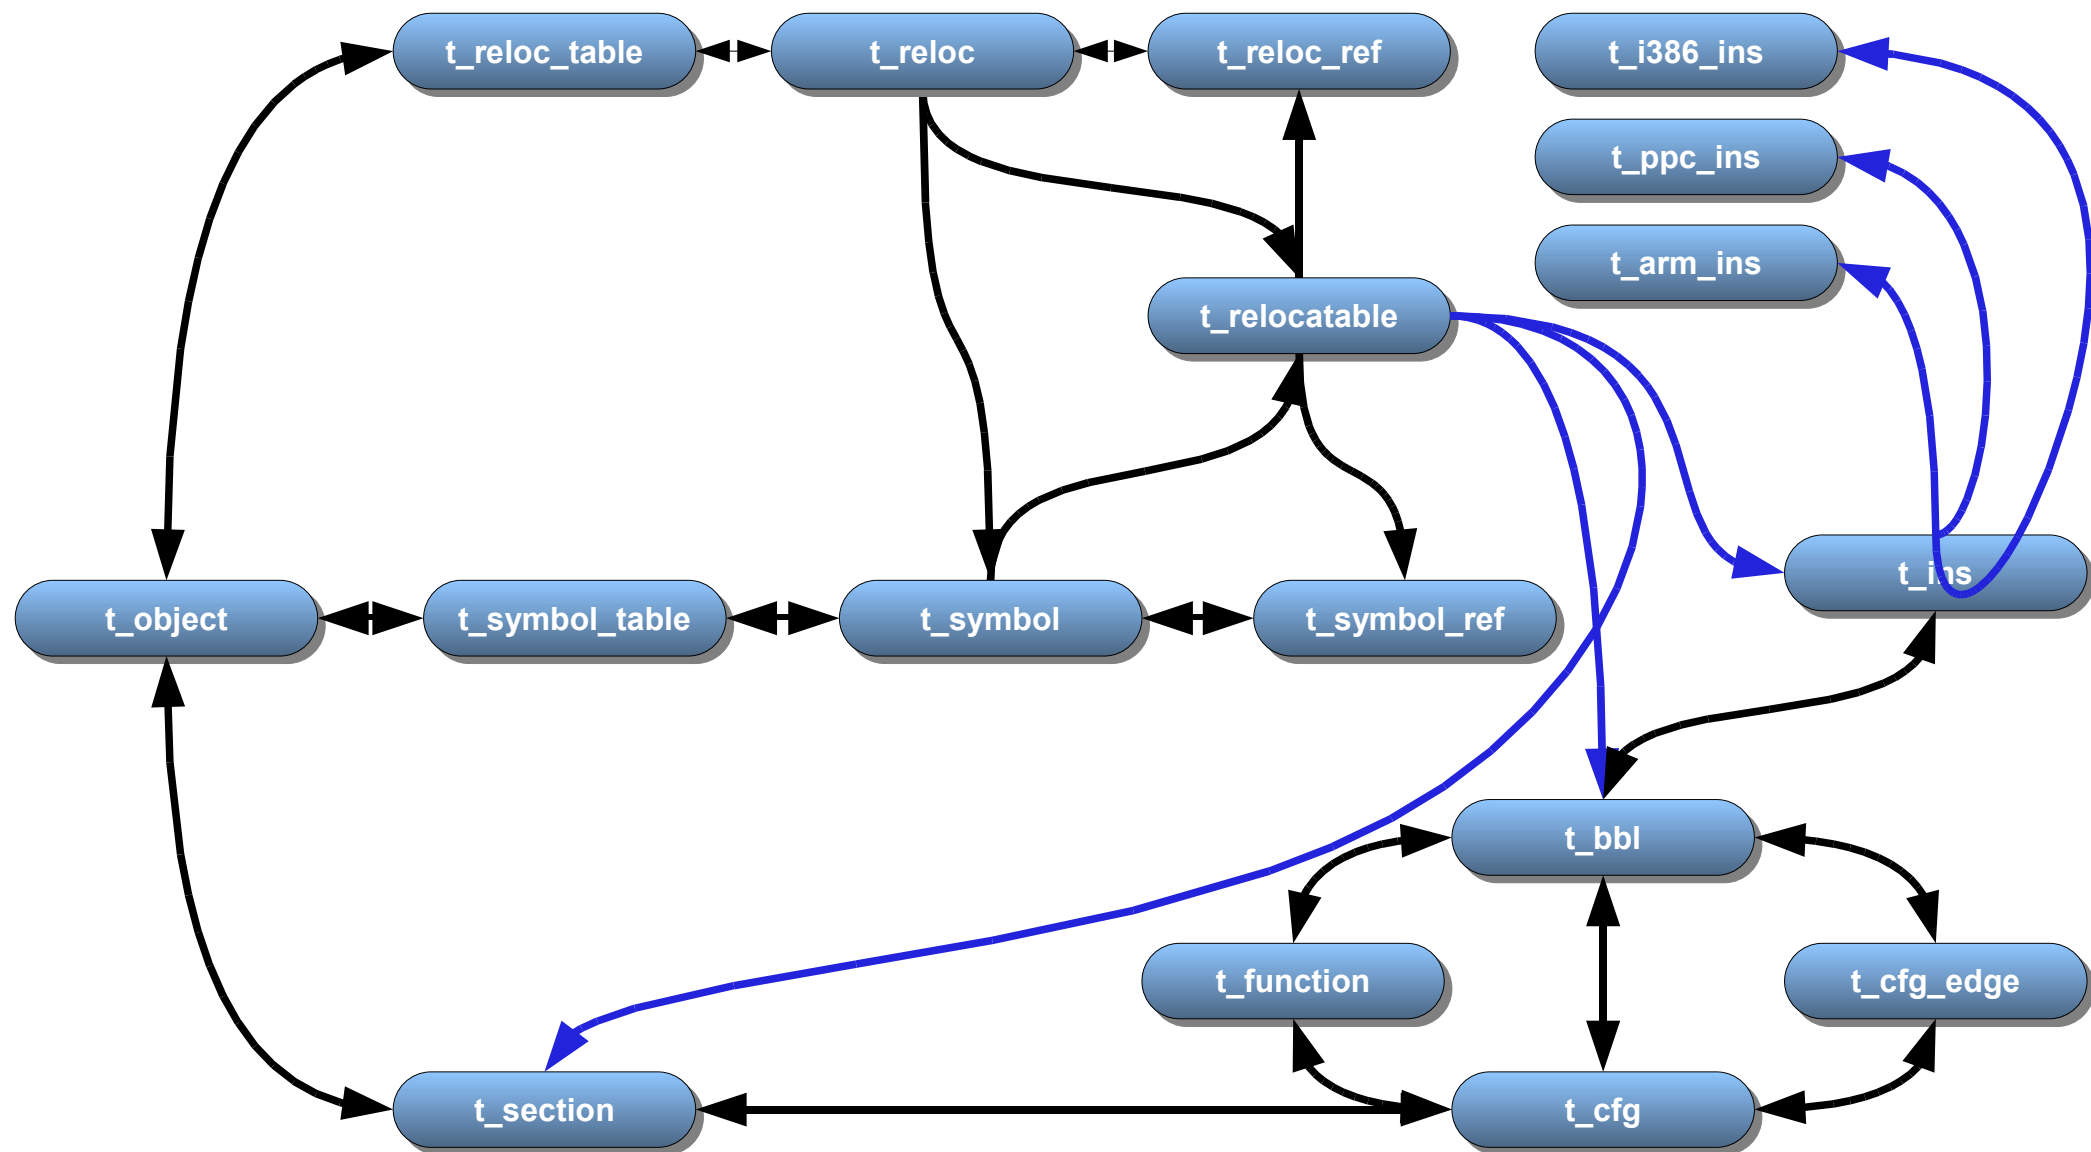 t_reloc_table
t_reloc
t_reloc_ref
t_i386_ins
t_ppc_ins
t_arm_ins
t_relocatable
t_ins
t_object
t_symbol_table
t_symbol
t_symbol_ref
t_bbl
t_function
t_cfg_edge
t_section
t_cfg